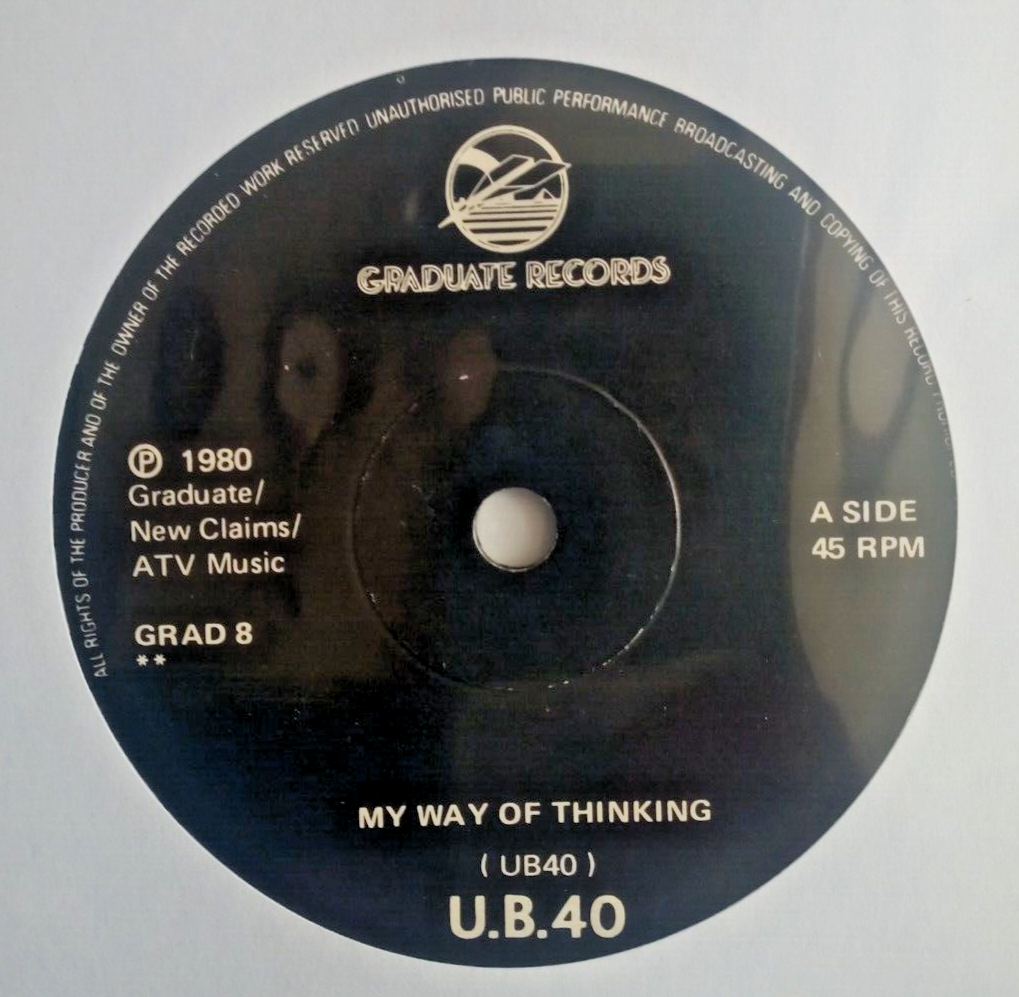 ALL RIGHTS OF THE PRODUCER AND OF THE OWNER OF THE RECORDED WORK RESERVED UNAUTHORISED PUBLIC PERFORMANCE BROADCASTING AND COPYING OF THIS RECORD
GRADUATE RECORDS
Ⓟ 1980
Graduate/
New Claims/
ATV Music
GRAD 8
**
A SIDE
45 RPM
MY WAY OF THINKING
( UB40 )
U.B.40